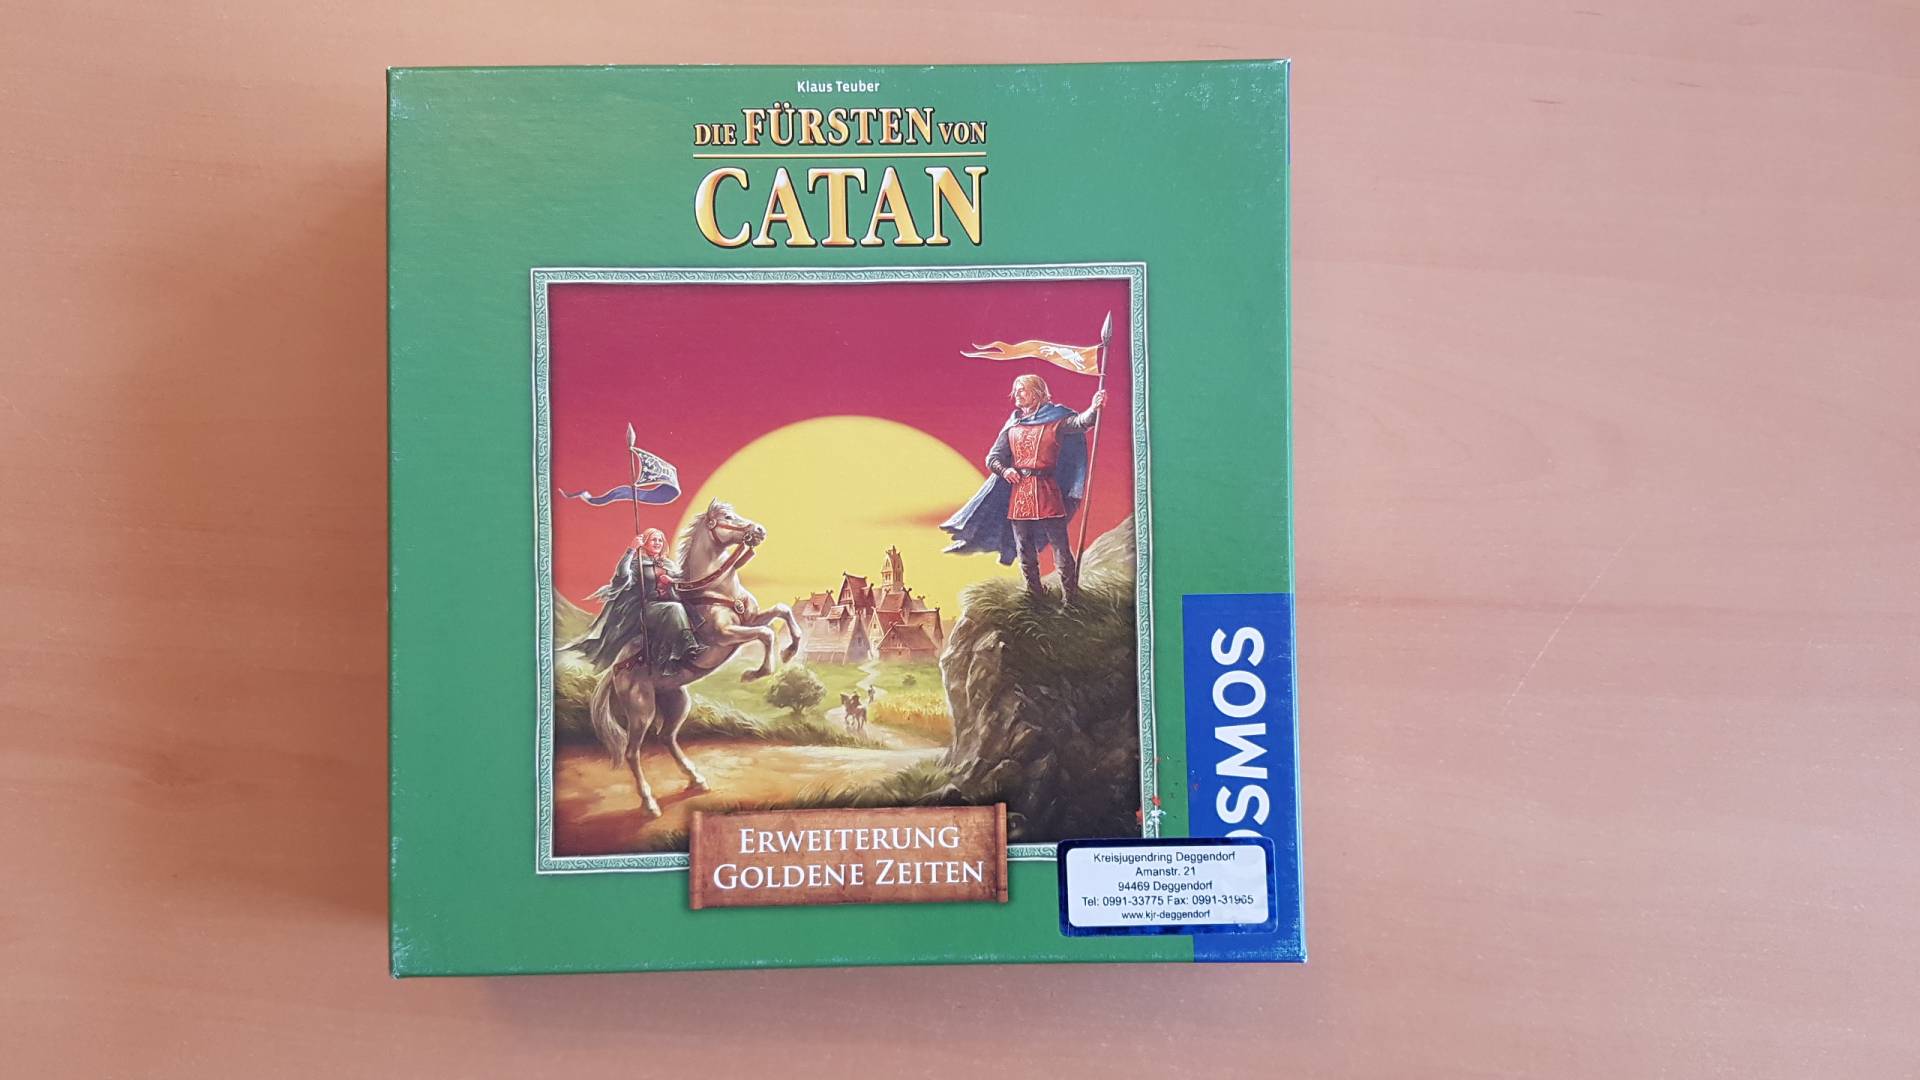 Klaus Teuber
DIE FÜRSTEN VON
CATAN
ERWEITERUNG
GOLDENE ZEITEN
KOSMOS
Kreisjugendring Deggendorf
Amanstr. 21
94469 Deggendorf
Tel: 0991-33775 Fax: 0991-31965
www.kjr-deggendorf